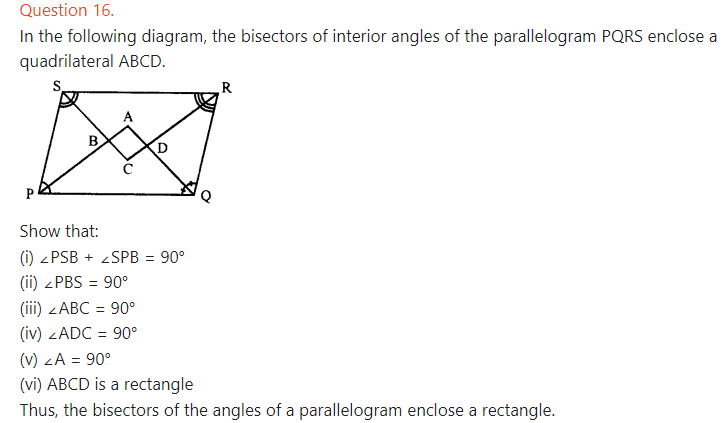 Question 16.
In the following diagram, the bisectors of interior angles of the parallelogram PQRS enclose a
quadrilateral ABCD.
S R
A
B D
C
P Q
Show that:
(i) ∠PSB + ∠SPB = 90°
(ii) ∠PBS = 90°
(iii) ∠ABC = 90°
(iv) ∠ADC = 90°
(v) ∠A = 90°
(vi) ABCD is a rectangle
Thus, the bisectors of the angles of a parallelogram enclose a rectangle.